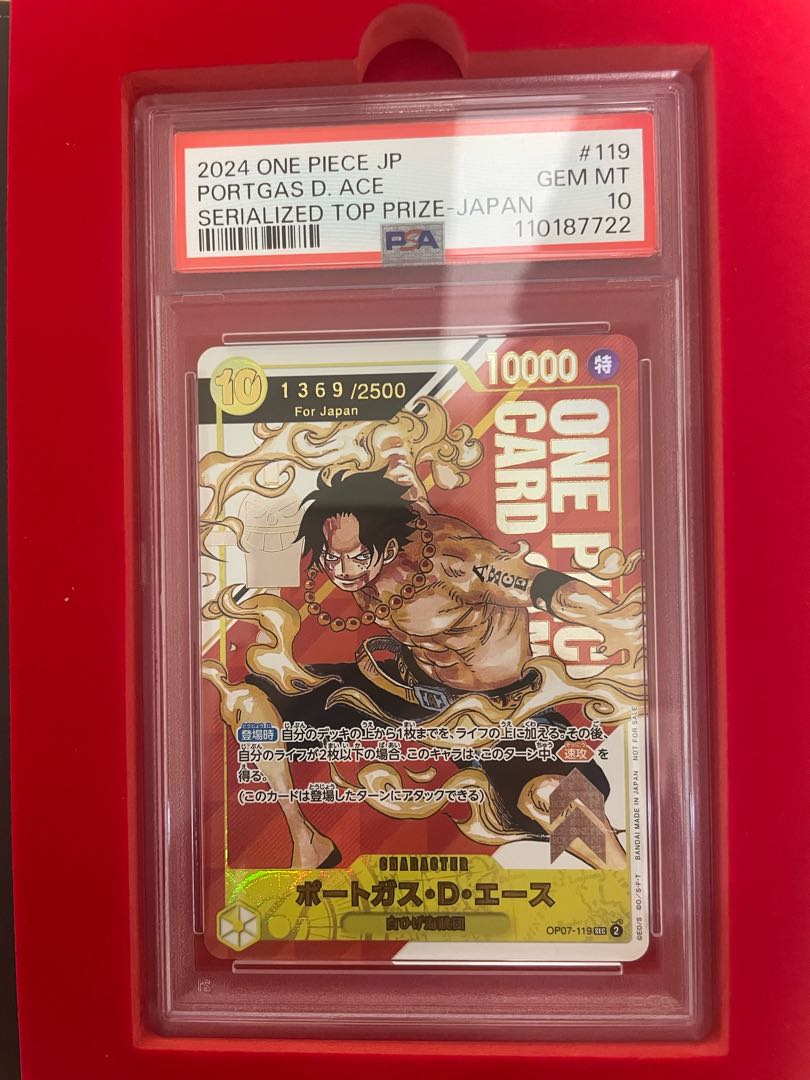 2024 ONE PIECE JP #119
PORTGAS D. ACE GEM MT
SERIALIZED TOP PRIZE-JAPAN 10
PSA 110187722
10 1369/2500 10000 特
For Japan
ONE PIEC
CARD
ASCE
登場時 自分のデッキの上から1枚までを、ライフの上に加える。その後、
自分のライフが2枚以下の場合、このキャラは、このターン中、速攻を
得る。
(このカードは登場したターンにアタックできる)
CHARACTER
ポートガス・D・エース
白ひげ海賊団
OP07-119 SEC 2
©EO/S ©O/S・F・T BANDAI MADE IN JAPAN NOT FOR SALE